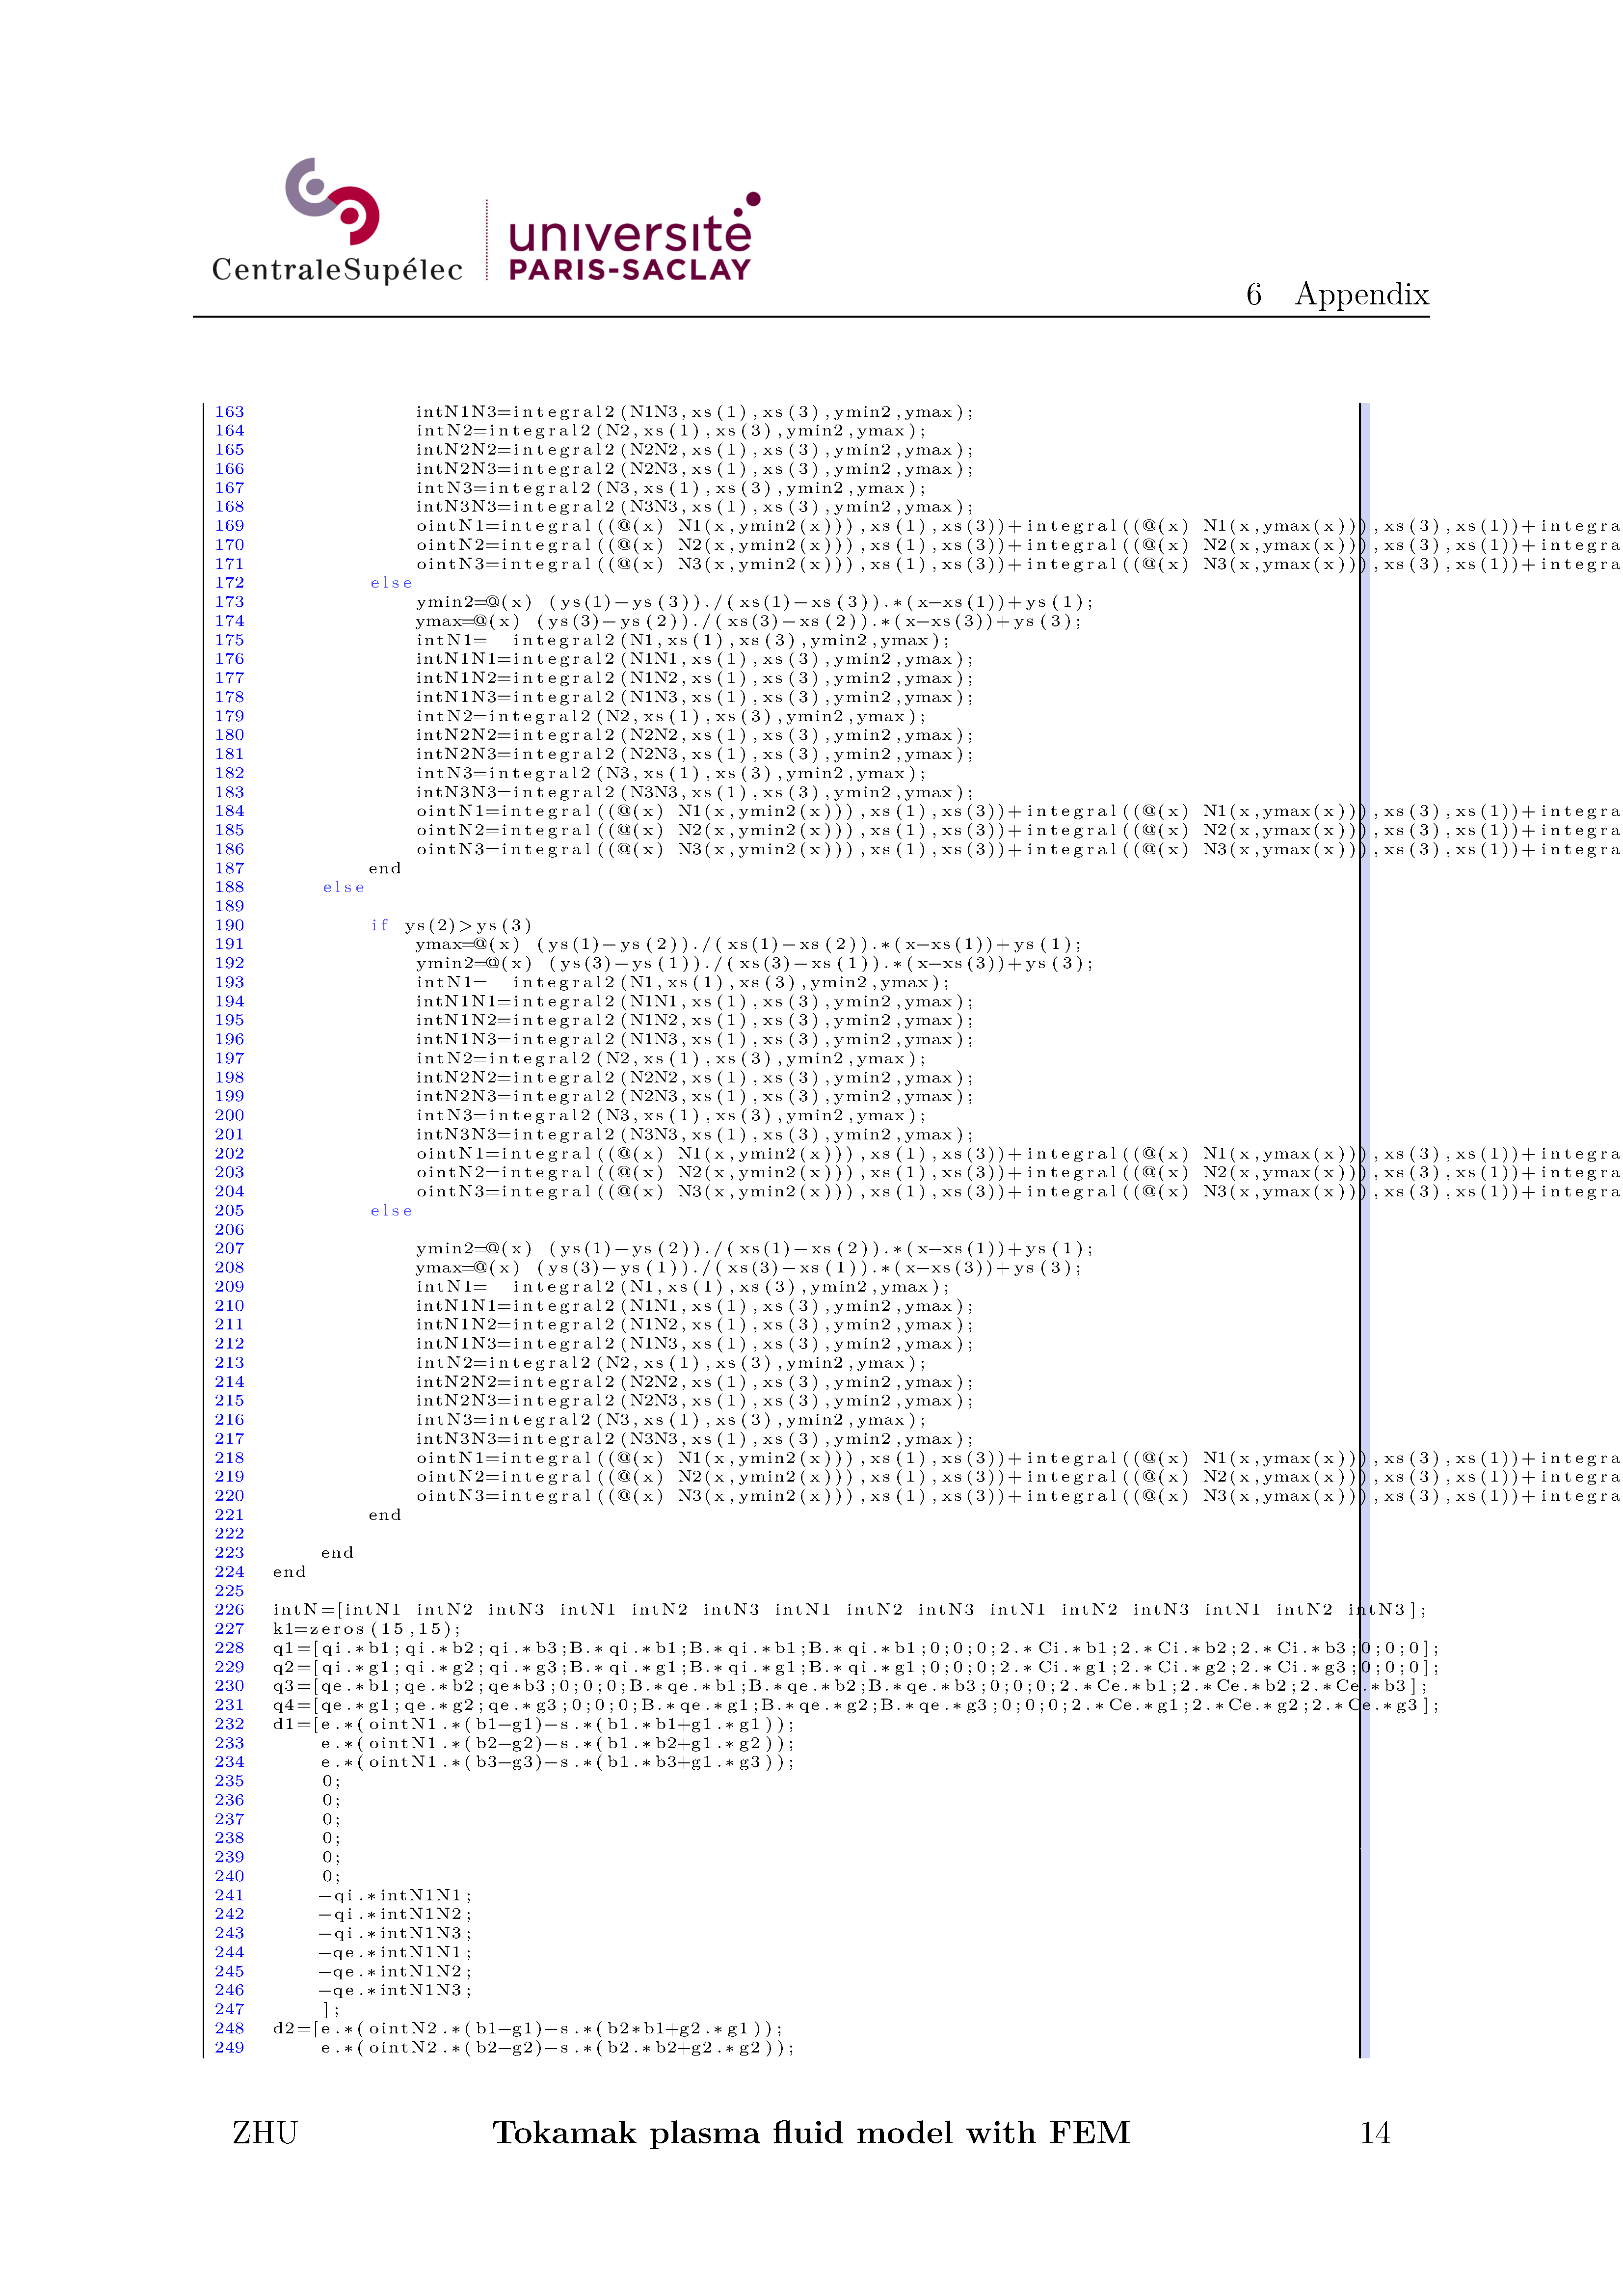 CentraleSupélec
université
PARIS-SACLAY
6 Appendix
163 intN1N3=integral2(N1N3,xs(1),xs(3),ymin2,ymax);
164 intN2=integral2(N2,xs(1),xs(3),ymin2,ymax);
165 intN2N2=integral2(N2N2,xs(1),xs(3),ymin2,ymax);
166 intN2N3=integral2(N2N3,xs(1),xs(3),ymin2,ymax);
167 intN3=integral2(N3,xs(1),xs(3),ymin2,ymax);
168 intN3N3=integral2(N3N3,xs(1),xs(3),ymin2,ymax);
169 ointN1=integral((@(x) N1(x,ymin2(x))),xs(1),xs(3))+integral((@(x) N1(x,ymax(x))),xs(3),xs(1))+integra
170 ointN2=integral((@(x) N2(x,ymin2(x))),xs(1),xs(3))+integral((@(x) N2(x,ymax(x))),xs(3),xs(1))+integra
171 ointN3=integral((@(x) N3(x,ymin2(x))),xs(1),xs(3))+integral((@(x) N3(x,ymax(x))),xs(3),xs(1))+integra
172 else
173 ymin2=@(x) (ys(1)−ys(3))./(xs(1)−xs(3)).*(x−xs(1))+ys(1);
174 ymax=@(x) (ys(3)−ys(2))./(xs(3)−xs(2)).*(x−xs(3))+ys(3);
175 intN1= integral2(N1,xs(1),xs(3),ymin2,ymax);
176 intN1N1=integral2(N1N1,xs(1),xs(3),ymin2,ymax);
177 intN1N2=integral2(N1N2,xs(1),xs(3),ymin2,ymax);
178 intN1N3=integral2(N1N3,xs(1),xs(3),ymin2,ymax);
179 intN2=integral2(N2,xs(1),xs(3),ymin2,ymax);
180 intN2N2=integral2(N2N2,xs(1),xs(3),ymin2,ymax);
181 intN2N3=integral2(N2N3,xs(1),xs(3),ymin2,ymax);
182 intN3=integral2(N3,xs(1),xs(3),ymin2,ymax);
183 intN3N3=integral2(N3N3,xs(1),xs(3),ymin2,ymax);
184 ointN1=integral((@(x) N1(x,ymin2(x))),xs(1),xs(3))+integral((@(x) N1(x,ymax(x))),xs(3),xs(1))+integra
185 ointN2=integral((@(x) N2(x,ymin2(x))),xs(1),xs(3))+integral((@(x) N2(x,ymax(x))),xs(3),xs(1))+integra
186 ointN3=integral((@(x) N3(x,ymin2(x))),xs(1),xs(3))+integral((@(x) N3(x,ymax(x))),xs(3),xs(1))+integra
187 end
188 else
189
190 if ys(2)>ys(3)
191 ymax=@(x) (ys(1)−ys(2))./(xs(1)−xs(2)).*(x−xs(1))+ys(1);
192 ymin2=@(x) (ys(3)−ys(1))./(xs(3)−xs(1)).*(x−xs(3))+ys(3);
193 intN1= integral2(N1,xs(1),xs(3),ymin2,ymax);
194 intN1N1=integral2(N1N1,xs(1),xs(3),ymin2,ymax);
195 intN1N2=integral2(N1N2,xs(1),xs(3),ymin2,ymax);
196 intN1N3=integral2(N1N3,xs(1),xs(3),ymin2,ymax);
197 intN2=integral2(N2,xs(1),xs(3),ymin2,ymax);
198 intN2N2=integral2(N2N2,xs(1),xs(3),ymin2,ymax);
199 intN2N3=integral2(N2N3,xs(1),xs(3),ymin2,ymax);
200 intN3=integral2(N3,xs(1),xs(3),ymin2,ymax);
201 intN3N3=integral2(N3N3,xs(1),xs(3),ymin2,ymax);
202 ointN1=integral((@(x) N1(x,ymin2(x))),xs(1),xs(3))+integral((@(x) N1(x,ymax(x))),xs(3),xs(1))+integra
203 ointN2=integral((@(x) N2(x,ymin2(x))),xs(1),xs(3))+integral((@(x) N2(x,ymax(x))),xs(3),xs(1))+integra
204 ointN3=integral((@(x) N3(x,ymin2(x))),xs(1),xs(3))+integral((@(x) N3(x,ymax(x))),xs(3),xs(1))+integra
205 else
206
207 ymin2=@(x) (ys(1)−ys(2))./(xs(1)−xs(2)).*(x−xs(1))+ys(1);
208 ymax=@(x) (ys(3)−ys(1))./(xs(3)−xs(1)).*(x−xs(3))+ys(3);
209 intN1= integral2(N1,xs(1),xs(3),ymin2,ymax);
210 intN1N1=integral2(N1N1,xs(1),xs(3),ymin2,ymax);
211 intN1N2=integral2(N1N2,xs(1),xs(3),ymin2,ymax);
212 intN1N3=integral2(N1N3,xs(1),xs(3),ymin2,ymax);
213 intN2=integral2(N2,xs(1),xs(3),ymin2,ymax);
214 intN2N2=integral2(N2N2,xs(1),xs(3),ymin2,ymax);
215 intN2N3=integral2(N2N3,xs(1),xs(3),ymin2,ymax);
216 intN3=integral2(N3,xs(1),xs(3),ymin2,ymax);
217 intN3N3=integral2(N3N3,xs(1),xs(3),ymin2,ymax);
218 ointN1=integral((@(x) N1(x,ymin2(x))),xs(1),xs(3))+integral((@(x) N1(x,ymax(x))),xs(3),xs(1))+integra
219 ointN2=integral((@(x) N2(x,ymin2(x))),xs(1),xs(3))+integral((@(x) N2(x,ymax(x))),xs(3),xs(1))+integra
220 ointN3=integral((@(x) N3(x,ymin2(x))),xs(1),xs(3))+integral((@(x) N3(x,ymax(x))),xs(3),xs(1))+integra
221 end
222
223 end
224 end
225
226 intN=[intN1 intN2 intN3 intN1 intN2 intN3 intN1 intN2 intN3 intN1 intN2 intN3 intN1 intN2 intN3];
227 k1=zeros(15,15);
228 q1=[qi.*b1;qi.*b2;qi.*b3;B.*qi.*b1;B.*qi.*b1;B.*qi.*b1;0;0;0;2.*Ci.*b1;2.*Ci.*b2;2.*Ci.*b3;0;0;0];
229 q2=[qi.*g1;qi.*g2;qi.*g3;B.*qi.*g1;B.*qi.*g1;B.*qi.*g1;0;0;0;2.*Ci.*g1;2.*Ci.*g2;2.*Ci.*g3;0;0;0];
230 q3=[qe.*b1;qe.*b2;qe*b3;0;0;0;B.*qe.*b1;B.*qe.*b2;B.*qe.*b3;0;0;0;2.*Ce.*b1;2.*Ce.*b2;2.*Ce.*b3];
231 q4=[qe.*g1;qe.*g2;qe.*g3;0;0;0;B.*qe.*g1;B.*qe.*g2;B.*qe.*g3;0;0;0;2.*Ce.*g1;2.*Ce.*g2;2.*Ce.*g3];
232 d1=[e.*(ointN1.*(b1−g1)−s.*(b1.*b1+g1.*g1));
233 e.*(ointN1.*(b2−g2)−s.*(b1.*b2+g1.*g2));
234 e.*(ointN1.*(b3−g3)−s.*(b1.*b3+g1.*g3));
235 0;
236 0;
237 0;
238 0;
239 0;
240 0;
241 −qi.*intN1N1;
242 −qi.*intN1N2;
243 −qi.*intN1N3;
244 −qe.*intN1N1;
245 −qe.*intN1N2;
246 −qe.*intN1N3;
247 ];
248 d2=[e.*(ointN2.*(b1−g1)−s.*(b2*b1+g2.*g1));
249 e.*(ointN2.*(b2−g2)−s.*(b2.*b2+g2.*g2));
ZHU Tokamak plasma fluid model with FEM 14